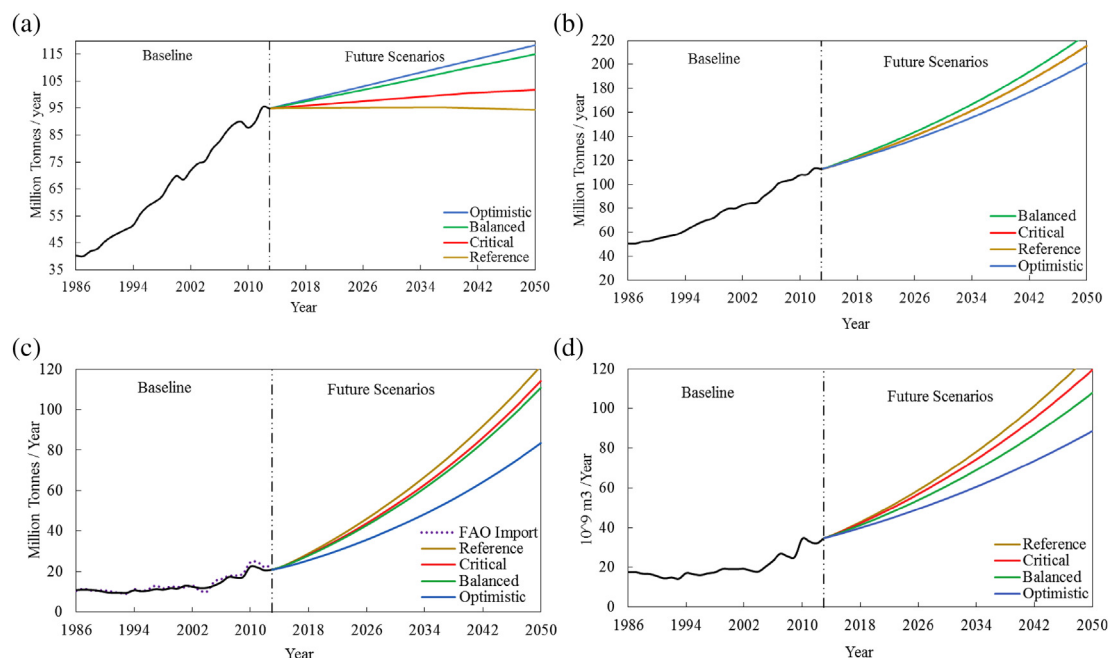 (a)
Baseline
Future Scenarios
Million Tonnes / year
115
105
95
85
75
65
55
45
35
Optimistic
Balanced
Critical
Reference
1986 1994 2002 2010 2018 2026 2034 2042 2050
Year
(b)
Baseline
Future Scenarios
Million Tonnes / year
220
200
180
160
140
120
100
80
60
40
20
Balanced
Critical
Reference
Optimistic
1986 1994 2002 2010 2018 2026 2034 2042 2050
Year
(c)
Baseline
Future Scenarios
Million Tonnes / Year
120
100
80
60
40
20
0
FAO Import
Reference
Critical
Balanced
Optimistic
1986 1994 2002 2010 2018 2026 2034 2042 2050
Year
(d)
Baseline
Future Scenarios
10^9 m3 /Year
120
100
80
60
40
20
0
Reference
Critical
Balanced
Optimistic
1986 1994 2002 2010 2018 2026 2034 2042 2050
Year